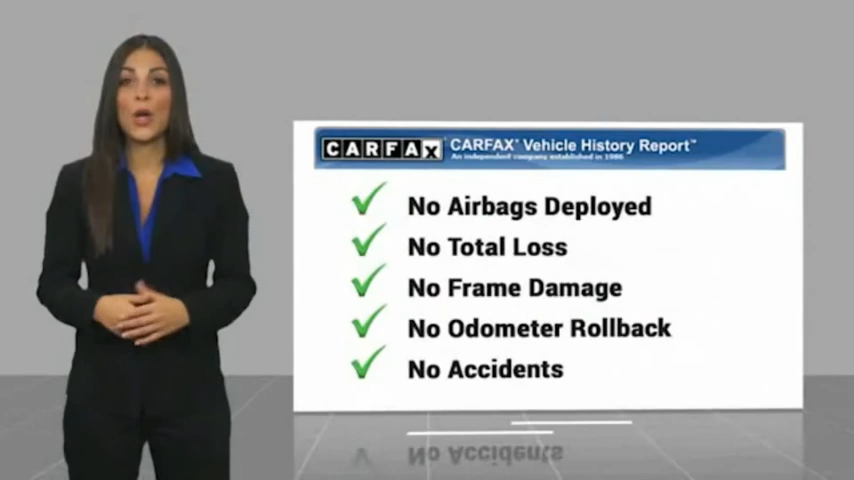 CARFAX CARFAX® Vehicle History Report™
An independent company established in 1986
No Airbags Deployed
No Total Loss
No Frame Damage
No Odometer Rollback
No Accidents
No Accidents